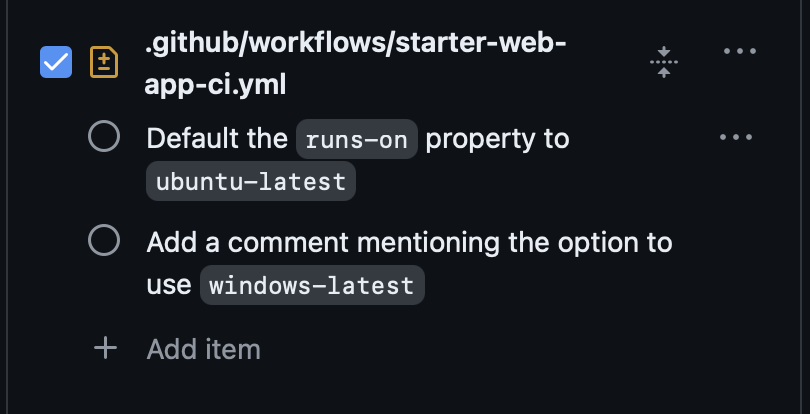 .github/workflows/starter-web-
app-ci.yml
Default the runs-on property to
ubuntu-latest
Add a comment mentioning the option to
use windows-latest
Add item